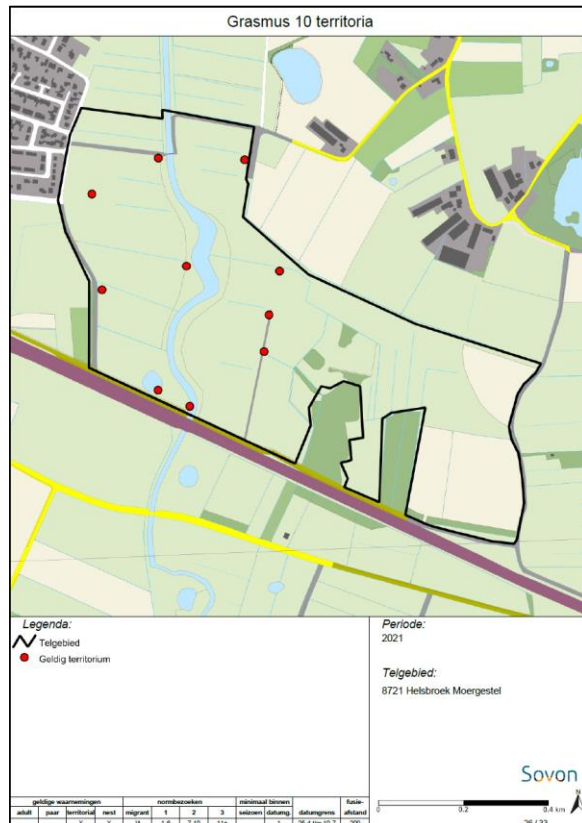 Grasmus 10 territoria
Legenda:
Telgebied
Geldig territorium
Periode:
2021
Telgebied:
8721 Helsbroek Moergestel
Sovon
N
0 0.2 0.4 km
geldige waarnemingen normbezoeken minimaal binnen fusie-
adult paar territorial nest migrant 1 2 3 seizoen datumg. datumgrens afstand